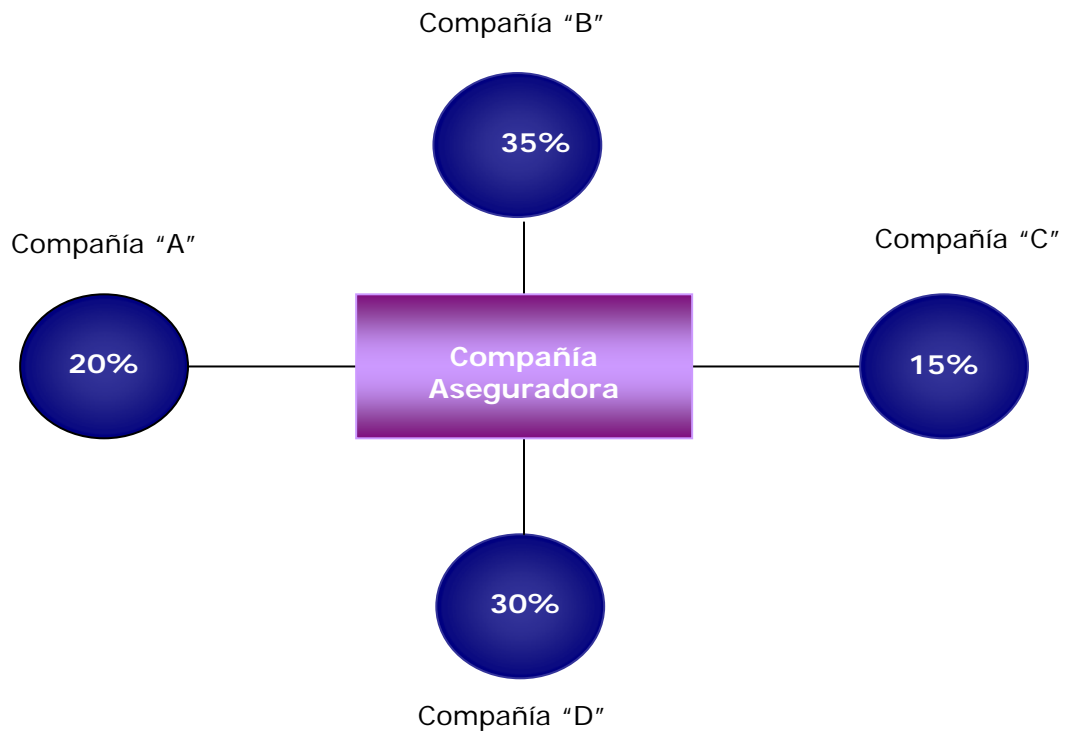 Compañía “B”
35%
Compañía “A”
Compañía “C”
20%
Compañía
Aseguradora
15%
30%
Compañía “D”